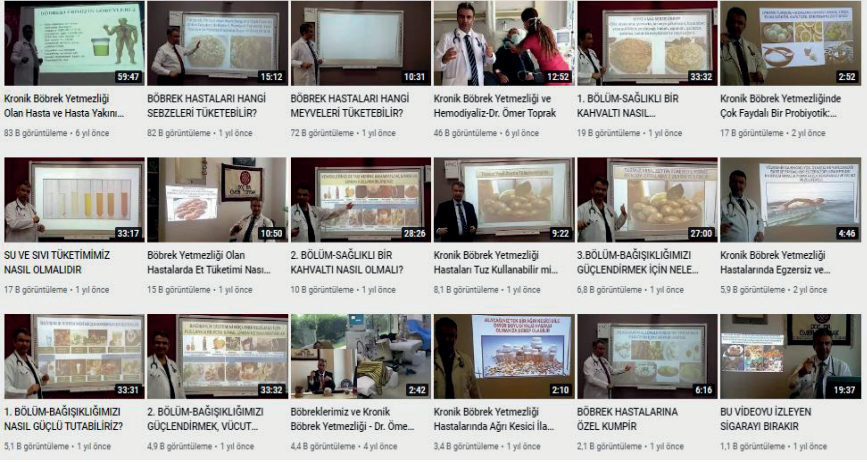 59:47
15:12
10:31
12:52
33:32
2:52
Kronik Böbrek Yetmezliği
Olan Hasta ve Hasta Yakını...
83 B görüntüleme • 6 yıl önce
BÖBREK HASTALARI HANGİ
SEBZELERİ TÜKETEBİLİR?
82 B görüntüleme • 1 yıl önce
BÖBREK HASTALARI HANGİ
MEYVELERİ TÜKETEBİLİR?
72 B görüntüleme • 1 yıl önce
Kronik Böbrek Yetmezliği ve
Hemodiyaliz-Dr. Ömer Toprak
46 B görüntüleme • 6 yıl önce
1. BÖLÜM-SAĞLIKLI BİR
KAHVALTI NASIL...
19 B görüntüleme • 1 yıl önce
Kronik Böbrek Yetmezliğinde
Çok Faydalı Bir Probiyotik:...
17 B görüntüleme • 2 yıl önce
33:17
10:50
28:26
9:22
27:00
4:46
SU VE SIVI TÜKETİMİMİZ
NASIL OLMALIDIR
17 B görüntüleme • 1 yıl önce
Böbrek Yetmezliği Olan
Hastalarda Et Tüketimi Nası...
15 B görüntüleme • 1 yıl önce
2. BÖLÜM-SAĞLIKLI BİR
KAHVALTI NASIL OLMALI?
10 B görüntüleme • 1 yıl önce
Kronik Böbrek Yetmezliği
Hastaları Tuz Kullanabilir mi...
8,1 B görüntüleme • 1 yıl önce
3.BÖLÜM-BAĞIŞIKLIĞIMIZI
GÜÇLENDİRMEK İÇİN NELE...
6,8 B görüntüleme • 1 yıl önce
Kronik Böbrek Yetmezliği
Hastalarında Egzersiz ve...
5,9 B görüntüleme • 2 yıl önce
33:31
33:32
2:42
2:10
6:16
19:37
1. BÖLÜM-BAĞIŞIKLIĞIMIZI
NASIL GÜÇLÜ TUTABİLİRİZ?
5,1 B görüntüleme • 1 yıl önce
2. BÖLÜM-BAĞIŞIKLIĞIMIZI
GÜÇLENDİRMEK, VÜCUT...
4,9 B görüntüleme • 1 yıl önce
Böbreklerimiz ve Kronik
Böbrek Yetmezliği - Dr. Öme...
4,4 B görüntüleme • 4 yıl önce
Kronik Böbrek Yetmezliği
Hastalarında Ağrı Kesici İla...
3,4 B görüntüleme • 1 yıl önce
BÖBREK HASTALARINA
ÖZEL KUMPİR
2,1 B görüntüleme • 1 yıl önce
BU VİDEOYU İZLEYEN
SİGARAYI BIRAKIR
1,1 B görüntüleme • 1 yıl önce